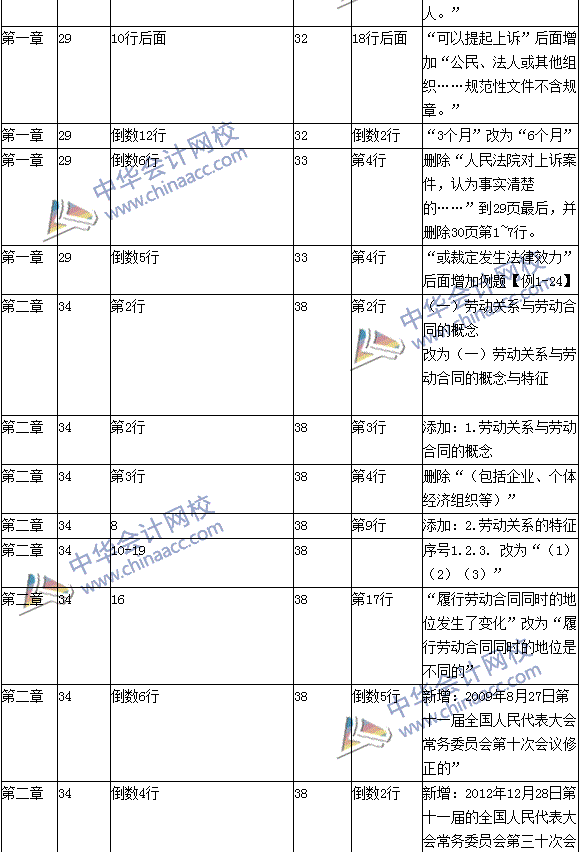 人。”
第一章 29 10行后面 32 18行后面 “可以提起上诉”后面增
加“公民、法人或其他组
织……规范性文件不含规
章。”
第一章 29 倒数12行 32 倒数2行 “3个月”改为“6个月”
第一章 29 倒数6行 33 第4行 删除“人民法院对上诉案
件，认为事实清楚
的……”到29页最后，并
删除30页第1~7行。
第一章 29 倒数5行 33 第4行 “或裁定发生法律效力”
后面增加例题【例1-24】
第二章 34 第2行 38 第2行 （一）劳动关系与劳动合
同的概念
改为（一）劳动关系与劳
动合同的概念与特征
第二章 34 第2行 38 第3行 添加：1.劳动关系与劳动
合同的概念
第二章 34 第3行 38 第4行 删除“（包括企业、个体
经济组织等）”
第二章 34 8 38 第9行 添加：2.劳动关系的特征
第二章 34 10-19 38 序号1.2.3. 改为“（1）
（2）（3）”
第二章 34 16 38 第17行 “履行劳动合同同时的地
位发生了变化”改为“履
行劳动合同同时的地位是
不同的”
第二章 34 倒数6行 38 倒数5行 新增：2009年8月27日第
十一届全国人民代表大会
常务委员会第十次会议修
正的”
第二章 34 倒数4行 38 倒数2行 新增：2012年12月28日第
十一届的全国人民代表大
会常务委员会第三十次会
中华会计网校
www.chinaacc.com
中华会计网校
www.chinaacc.com
中华会计网校
www.chinaacc.com
中华会计网校
www.chinaacc.com